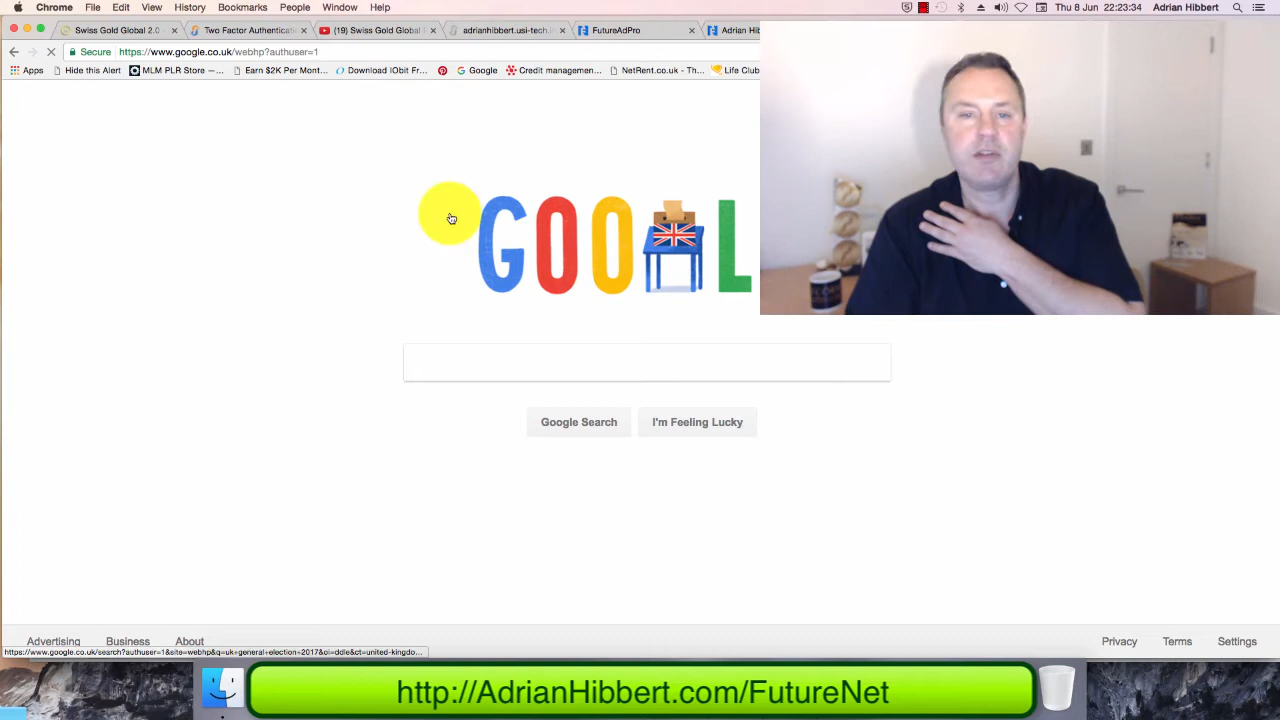 Chrome File Edit View History Bookmarks People Window Help Thu 8 Jun 22:23:34 Adrian Hibbert
Swiss Gold Global 2.0 - Two Factor Authenticat (19) Swiss Gold Global F adrianhibbert.usi-tech.in FutureAdPro Adrian Hib
Secure https://www.google.co.uk/webhp?authuser=1
Apps Hide this Alert MLM PLR Store —... Earn $2K Per Mont... Download IObit Fr... Google Credit managemen... NetRent.co.uk - Th... Life Club
GOO L
Google Search I'm Feeling Lucky
Advertising Business About Privacy Terms Settings
https://www.google.co.uk/search?authuser=1&site=webhp&q=uk+general+election+2017&oi=ddle&ct=united-kingdo...
http://AdrianHibbert.com/FutureNet